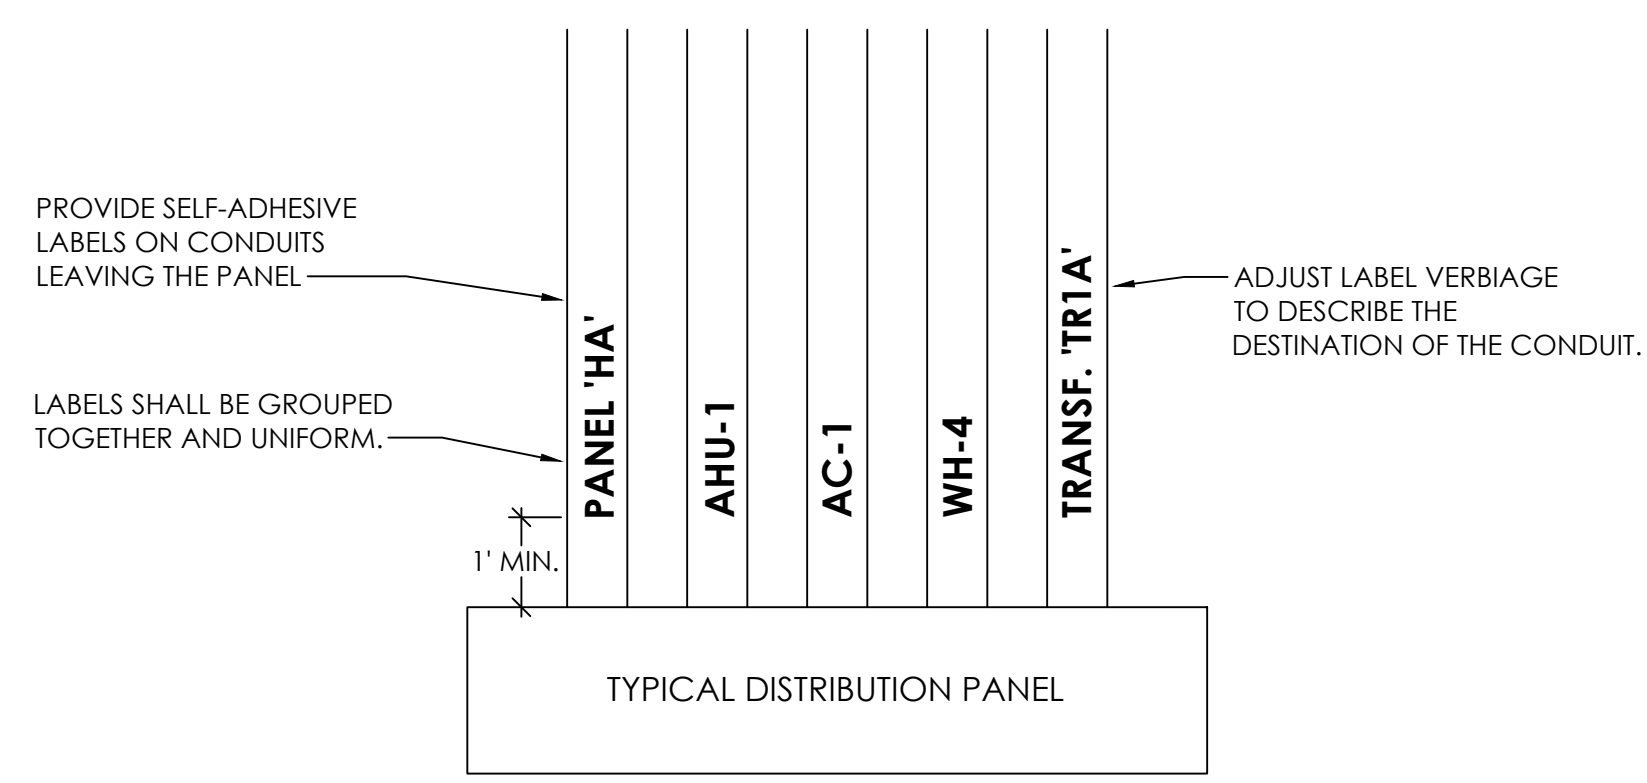 PROVIDE SELF-ADHESIVE
LABELS ON CONDUITS
LEAVING THE PANEL
LABELS SHALL BE GROUPED
TOGETHER AND UNIFORM.
1' MIN.
PANEL 'HA'
AHU-1
AC-1
WH-4
TRANSF. 'TR1A'
ADJUST LABEL VERBIAGE
TO DESCRIBE THE
DESTINATION OF THE CONDUIT.
TYPICAL DISTRIBUTION PANEL